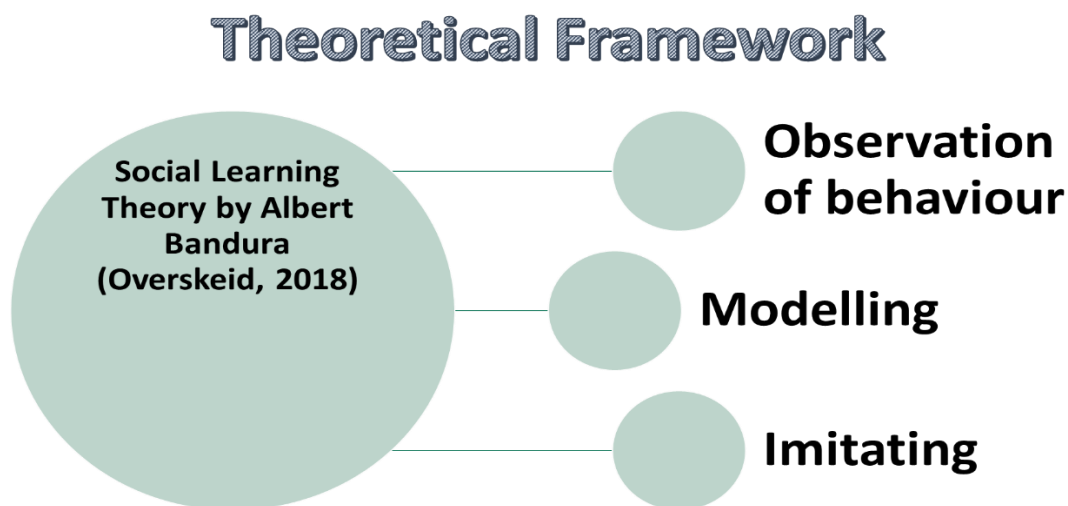 Theoretical Framework
Social Learning
Theory by Albert
Bandura
(Overskeid, 2018)
Observation
of behaviour
Modelling
Imitating